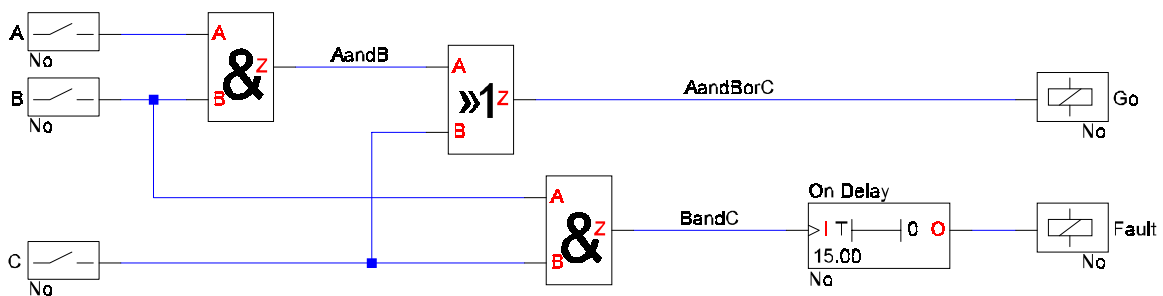 A
No
B
No
A
B
&
Z
AandB
A
B
»1
Z
AandBorC
Go
No
C
No
A
B
&
Z
BandC
On Delay
I T 0 O
15.00
No
Fault
No